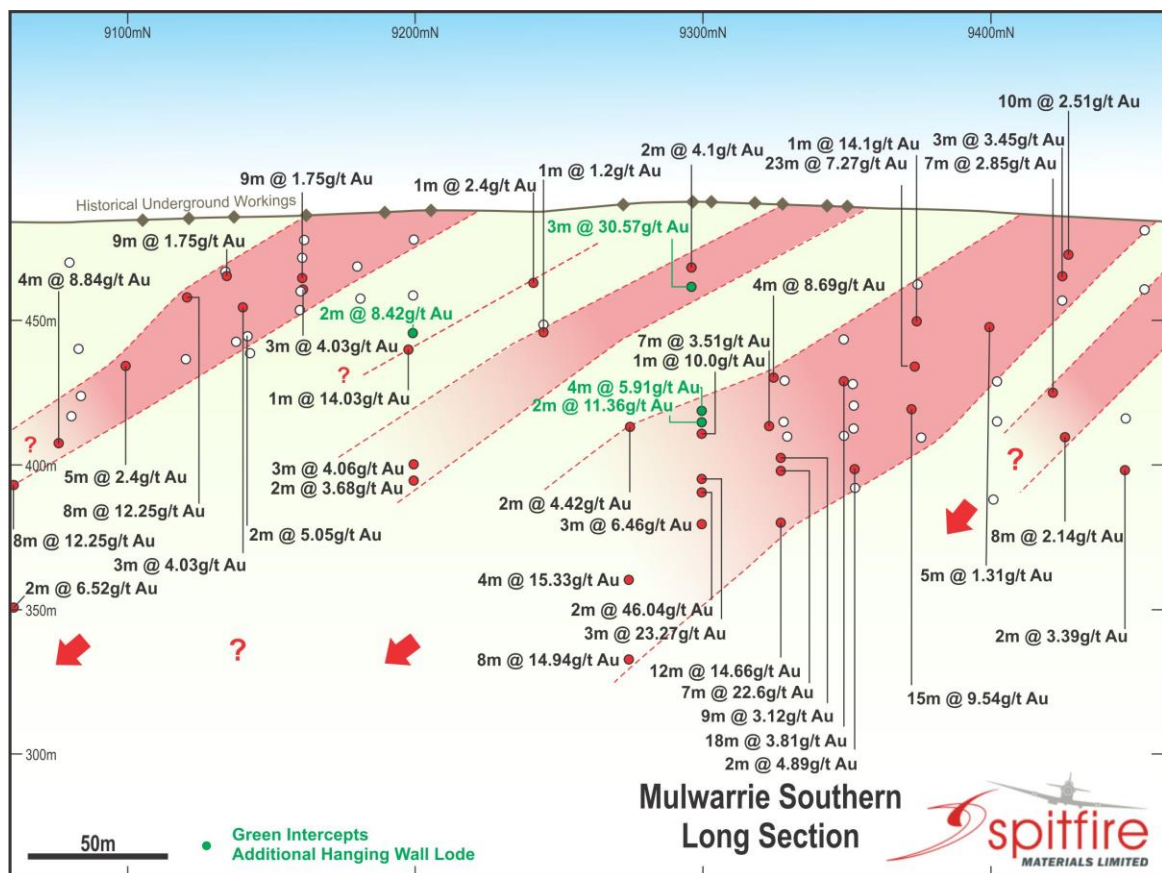 9100mN
9200mN
9300mN
9400mN
10m @ 2.51g/t Au
1m @ 14.1g/t Au
3m @ 3.45g/t Au
2m @ 4.1g/t Au
23m @ 7.27g/t Au
7m @ 2.85g/t Au
1m @ 1.2g/t Au
9m @ 1.75g/t Au
1m @ 2.4g/t Au
Historical Underground Workings
3m @ 30.57g/t Au
9m @ 1.75g/t Au
4m @ 8.84g/t Au
4m @ 8.69g/t Au
2m @ 8.42g/t Au
450m
7m @ 3.51g/t Au
3m @ 4.03g/t Au
1m @ 10.0g/t Au
?
4m @ 5.91g/t Au
1m @ 14.03g/t Au
2m @ 11.36g/t Au
?
?
400m
3m @ 4.06g/t Au
5m @ 2.4g/t Au
2m @ 3.68g/t Au
2m @ 4.42g/t Au
8m @ 12.25g/t Au
3m @ 6.46g/t Au
2m @ 5.05g/t Au
8m @ 2.14g/t Au
8m @ 12.25g/t Au
3m @ 4.03g/t Au
5m @ 1.31g/t Au
4m @ 15.33g/t Au
2m @ 6.52g/t Au
350m
2m @ 46.04g/t Au
3m @ 23.27g/t Au
2m @ 3.39g/t Au
?
8m @ 14.94g/t Au
12m @ 14.66g/t Au
7m @ 22.6g/t Au
15m @ 9.54g/t Au
9m @ 3.12g/t Au
18m @ 3.81g/t Au
300m
2m @ 4.89g/t Au
Mulwarrie Southern
Long Section
50m
Green Intercepts
Additional Hanging Wall Lode
spitfire
MATERIALS LIMITED